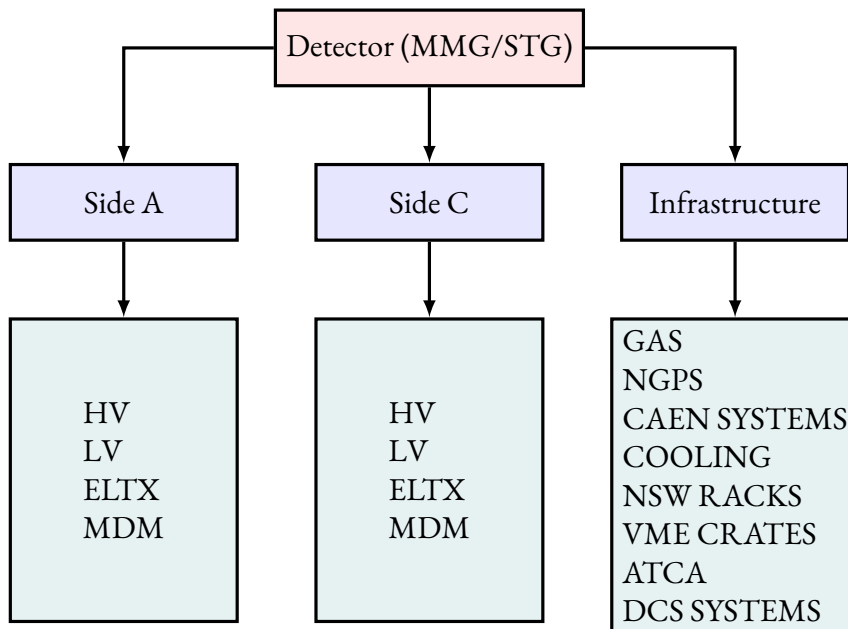 Detector (MMG/STG)
Side A
Side C
Infrastructure
HV
LV
ELTX
MDM
HV
LV
ELTX
MDM
GAS
NGPS
CAEN SYSTEMS
COOLING
NSW RACKS
VME CRATES
ATCA
DCS SYSTEMS